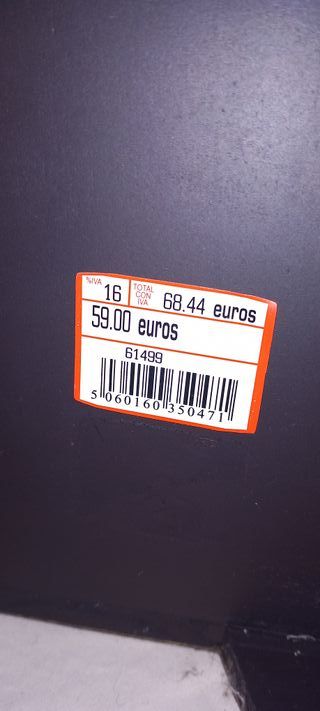 %IVA 16 TOTAL CON IVA 68.44 euros
59.00 euros
61499
5 060160 350471